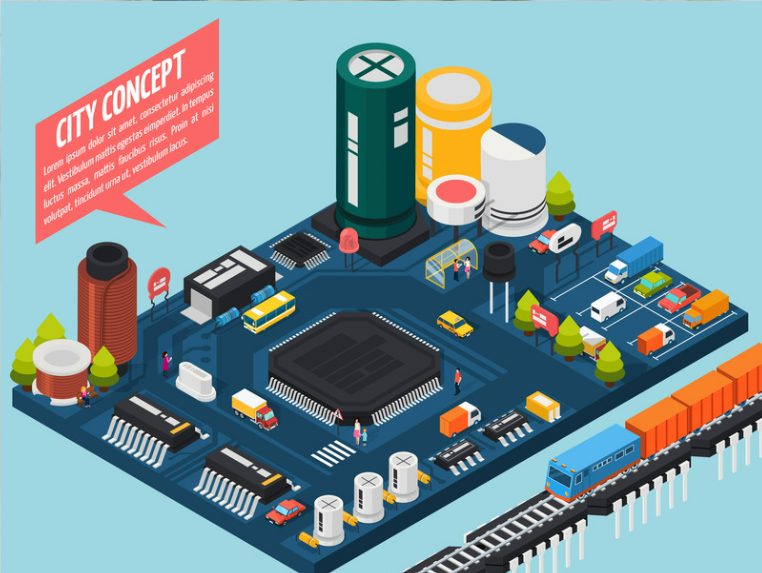 CITY CONCEPT
Lorem ipsum dolor sit amet, consectetur adipiscing
elit. Vestibulum mattis egestas eimperdiet. In tempus
luctus massa, mattis faucibus risus. Proin at nisi
volutpat, tincidunt urna ut, vestibulum lacus.